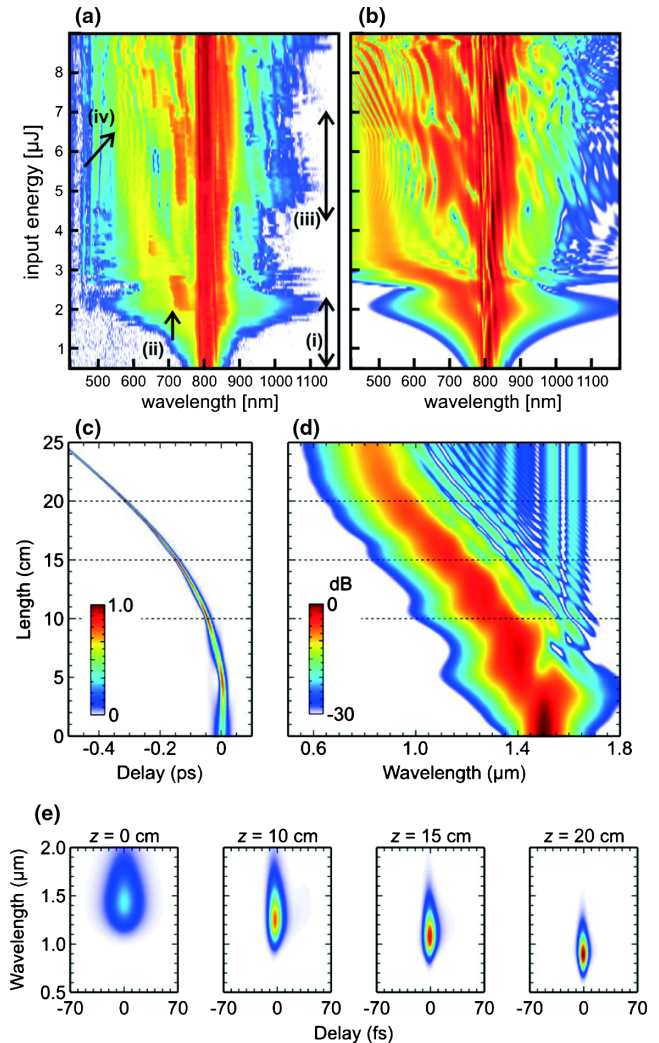 (a) (b)
8
7
6
5
4
3
2
1
input energy [µJ]
(iv)
(iii)
(i)
(ii)
500 600 700 800 900 1000 1100
500 600 700 800 900 1000 1100
wavelength [nm] wavelength [nm]
(c) (d)
25
20
15
10
5
0
Length (cm)
1.0
0
dB
0
-30
-0.4 -0.2 0
0.6 1.0 1.4 1.8
Delay (ps) Wavelength (µm)
(e)
z = 0 cm z = 10 cm z = 15 cm z = 20 cm
2.0
1.5
1.0
0.5
Wavelength (µm)
-70 0 70 -70 0 70 -70 0 70 -70 0 70
Delay (fs)